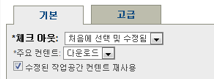 기본 고급
*체크 아웃: 처음에 선택 및 수정됨
*주요 컨텐트: 다운로드
수정된 작업공간 컨텐트 재사용